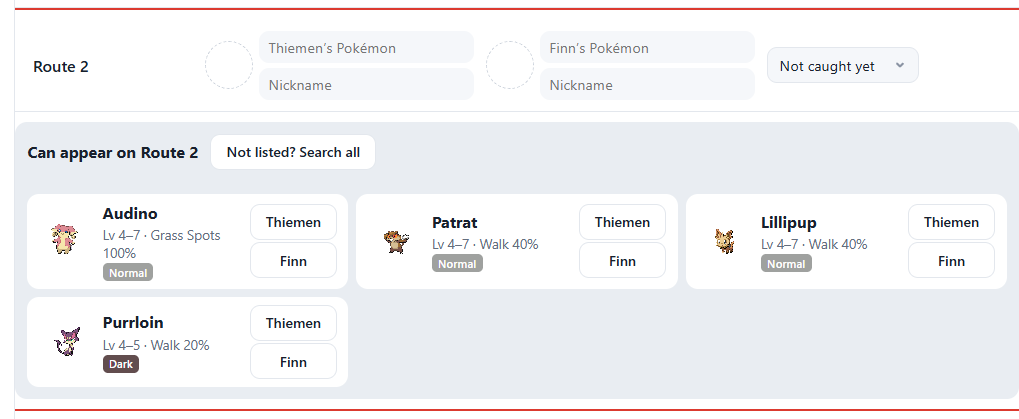 Route 2
Thiemen's Pokémon
Nickname
Finn's Pokémon
Nickname
Not caught yet
Can appear on Route 2
Not listed? Search all
Audino
Lv 4–7 · Grass Spots
100%
Normal
Thiemen
Finn
Patrat
Lv 4–7 · Walk 40%
Normal
Thiemen
Finn
Lillipup
Lv 4–7 · Walk 40%
Normal
Thiemen
Finn
Purrloin
Lv 4–5 · Walk 20%
Dark
Thiemen
Finn